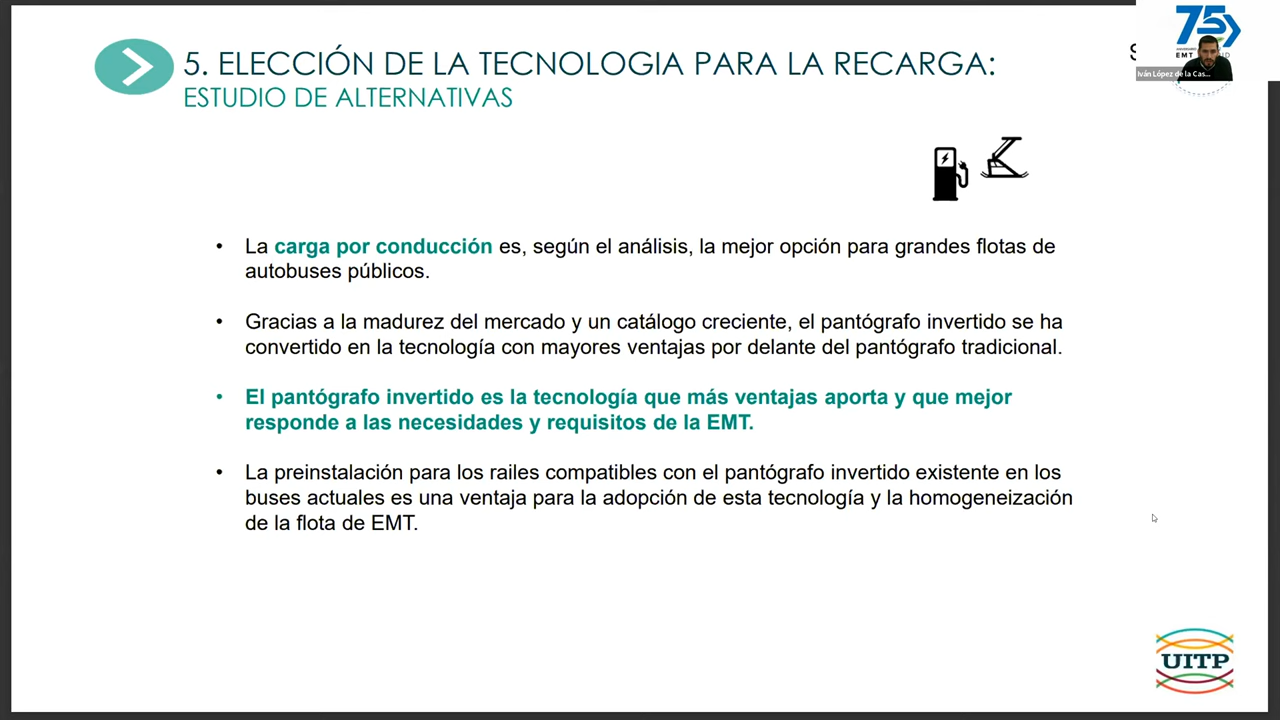 5. ELECCIÓN DE LA TECNOLOGIA PARA LA RECARGA:
ESTUDIO DE ALTERNATIVAS
75
EMT
Iván López de la Cas...
• La carga por conducción es, según el análisis, la mejor opción para grandes flotas de
autobuses públicos.
• Gracias a la madurez del mercado y un catálogo creciente, el pantógrafo invertido se ha
convertido en la tecnología con mayores ventajas por delante del pantógrafo tradicional.
• El pantógrafo invertido es la tecnología que más ventajas aporta y que mejor
responde a las necesidades y requisitos de la EMT.
• La preinstalación para los railes compatibles con el pantógrafo invertido existente en los
buses actuales es una ventaja para la adopción de esta tecnología y la homogeneización
de la flota de EMT.
UITP